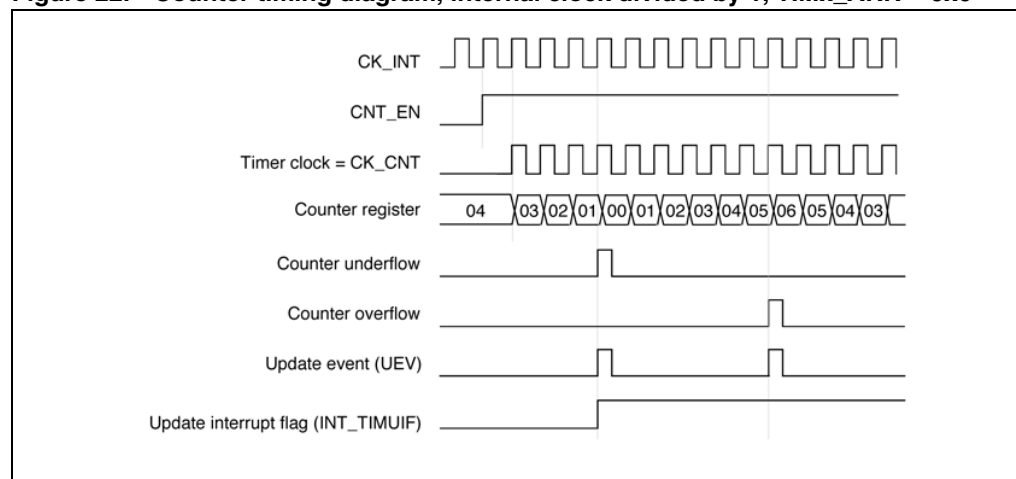 CK_INT
CNT_EN
Timer clock = CK_CNT
Counter register 04 03 02 01 00 01 02 03 04 05 06 05 04 03
Counter underflow
Counter overflow
Update event (UEV)
Update interrupt flag (INT_TIMUIF)